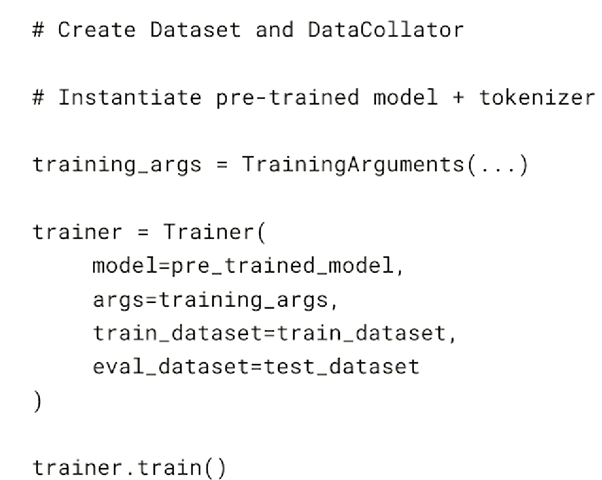 # Create Dataset and DataCollator
# Instantiate pre-trained model + tokenizer
training_args = TrainingArguments(...)
trainer = Trainer(
    model=pre_trained_model,
    args=training_args,
    train_dataset=train_dataset,
    eval_dataset=test_dataset
)
trainer.train()